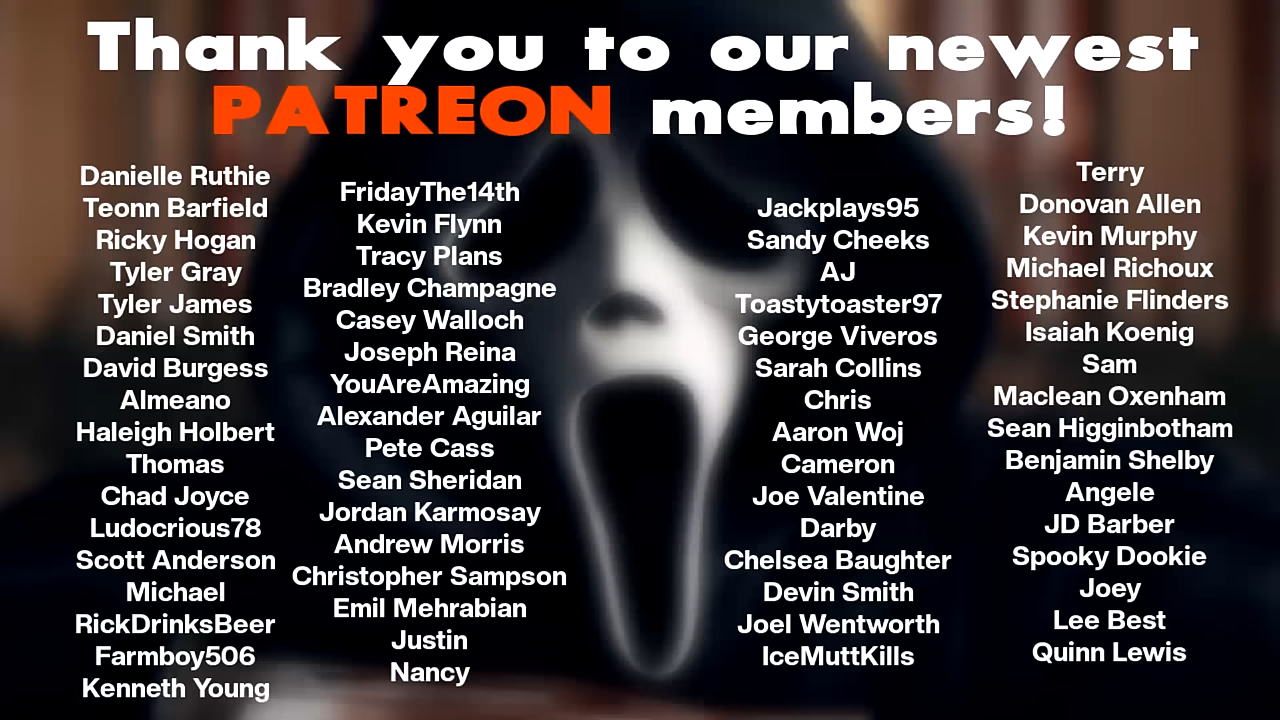 Thank you to our newest
PATREON members!
Danielle Ruthie
Teonn Barfield
Ricky Hogan
Tyler Gray
Tyler James
Daniel Smith
David Burgess
Almeano
Haleigh Holbert
Thomas
Chad Joyce
Ludocrious78
Scott Anderson
Michael
RickDrinksBeer
Farmboy506
Kenneth Young
FridayThe14th
Kevin Flynn
Tracy Plans
Bradley Champagne
Casey Walloch
Joseph Reina
YouAreAmazing
Alexander Aguilar
Pete Cass
Sean Sheridan
Jordan Karmosay
Andrew Morris
Christopher Sampson
Emil Mehrabian
Justin
Nancy
Jackplays95
Sandy Cheeks
AJ
Toastytoaster97
George Viveros
Sarah Collins
Chris
Aaron Woj
Cameron
Joe Valentine
Darby
Chelsea Baughter
Devin Smith
Joel Wentworth
IceMuttKills
Terry
Donovan Allen
Kevin Murphy
Michael Richoux
Stephanie Flinders
Isaiah Koenig
Sam
Maclean Oxenham
Sean Higginbotham
Benjamin Shelby
Angele
JD Barber
Spooky Dookie
Joey
Lee Best
Quinn Lewis